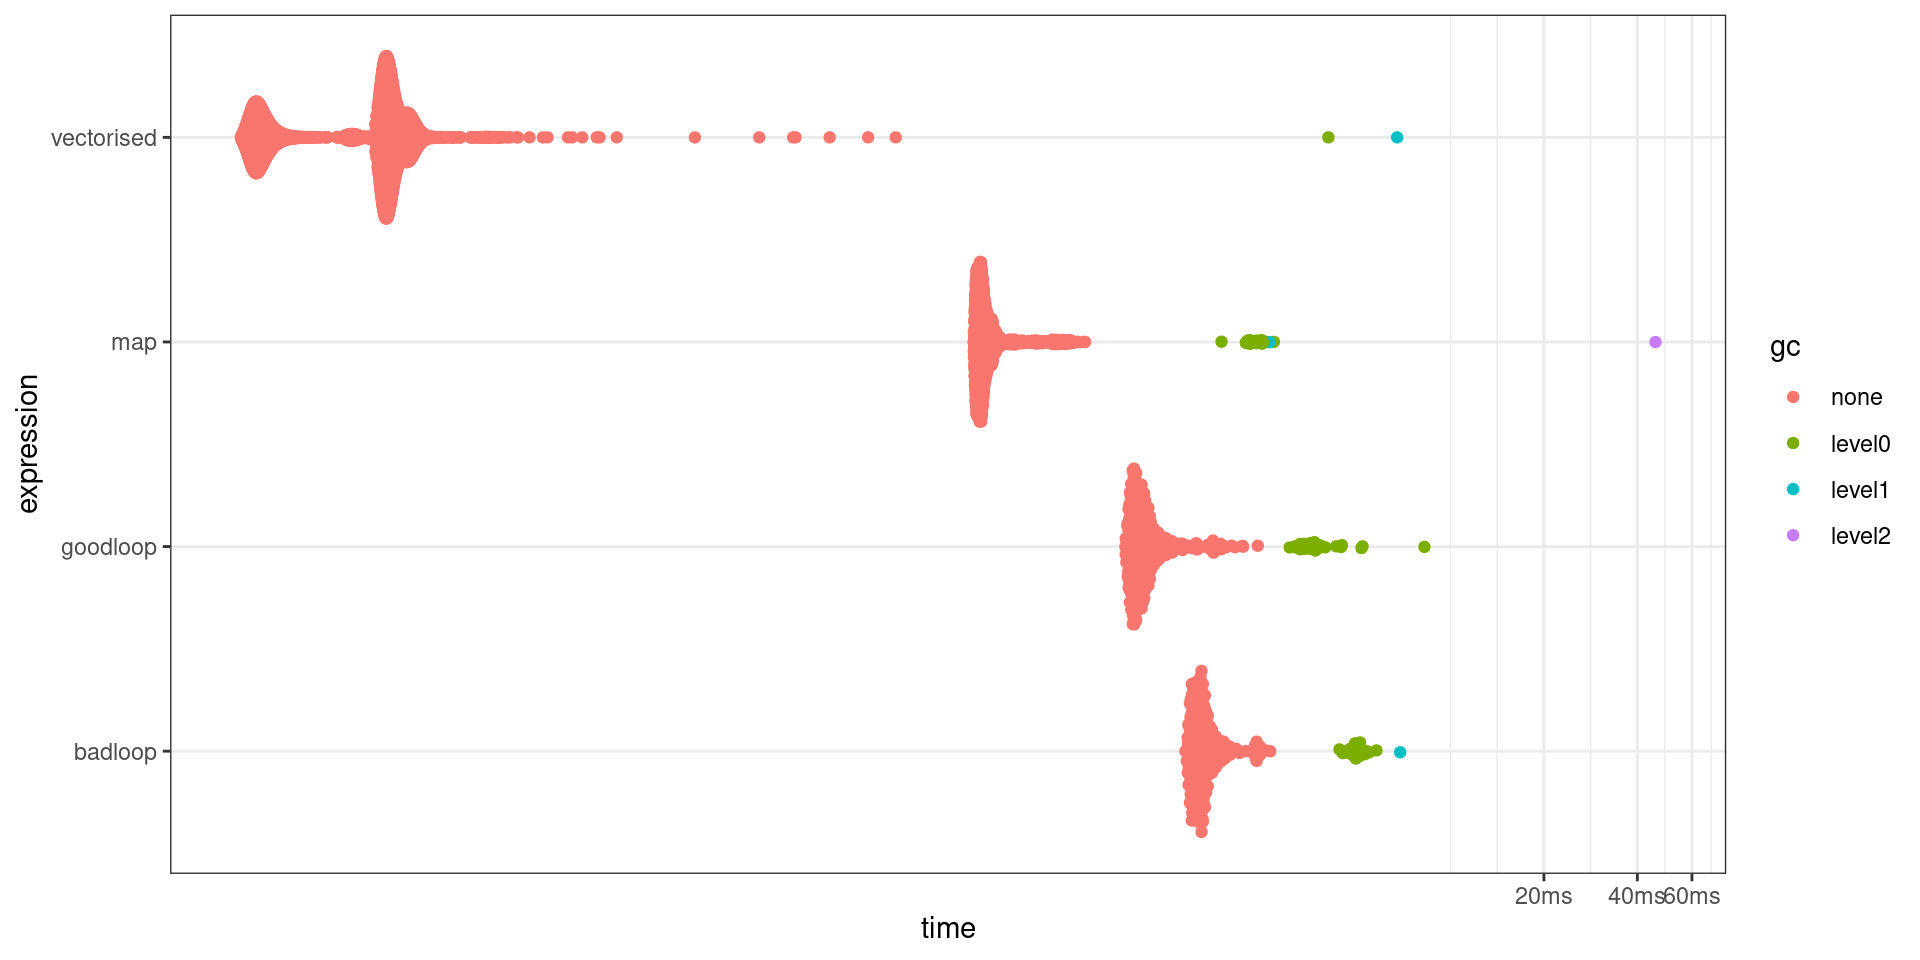 vectorised
map
goodloop
badloop
expression
20ms
40ms
60ms
time
gc
none
level0
level1
level2